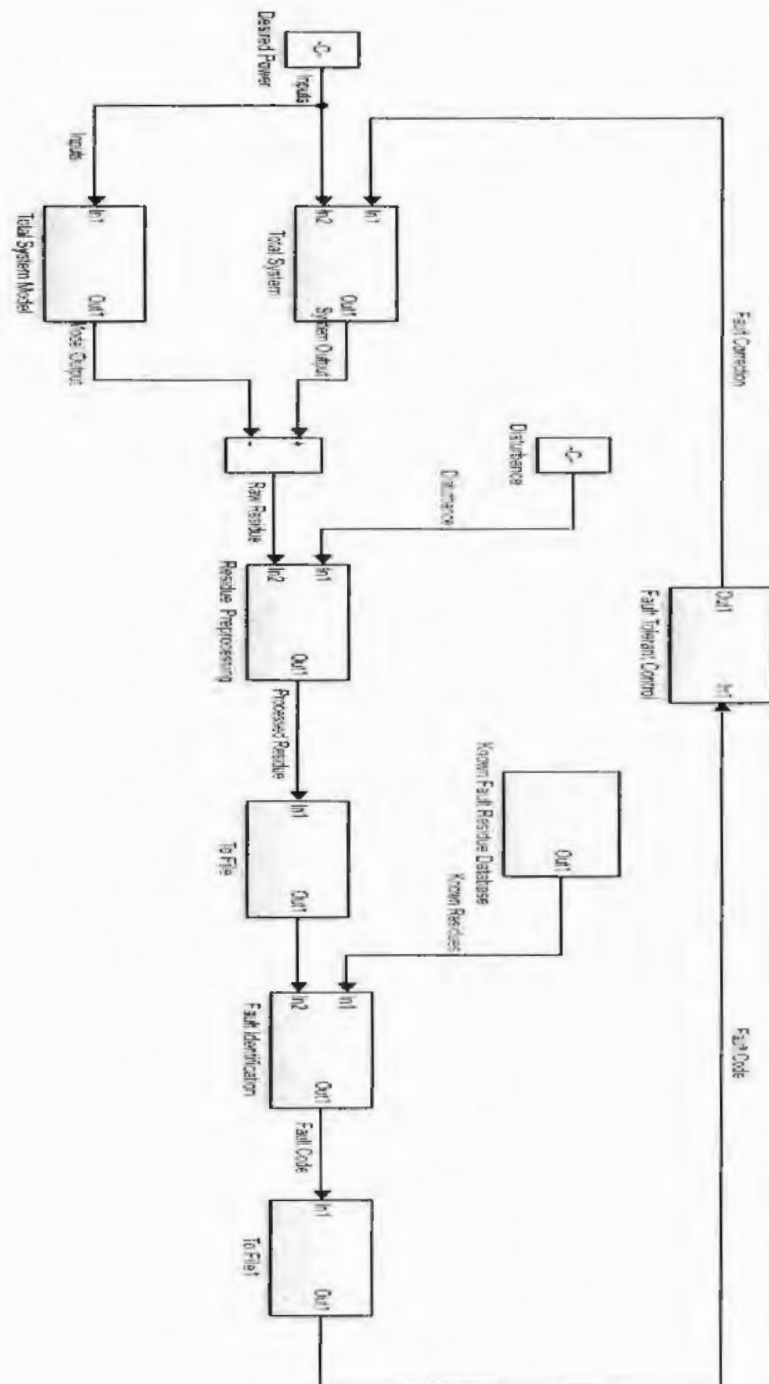 -C-
Desired Power
Inputs
Inputs
In1
Out1
Total System Model
Model Output
In1
In2
Out1
Total System
System Output
Fault Correction
-
+
Raw Residue
-C-
Disturbance
Disturbance
In1
In2
Out1
Residue Preprocessing
Processed Residue
Out1
In1
Fault Tolerant Control
In1
Out1
To File
Out1
Known Fault Residue Database
Known Residues
In1
In2
Out1
Fault Identification
Fault Code
Fault Code
In1
Out1
To File1